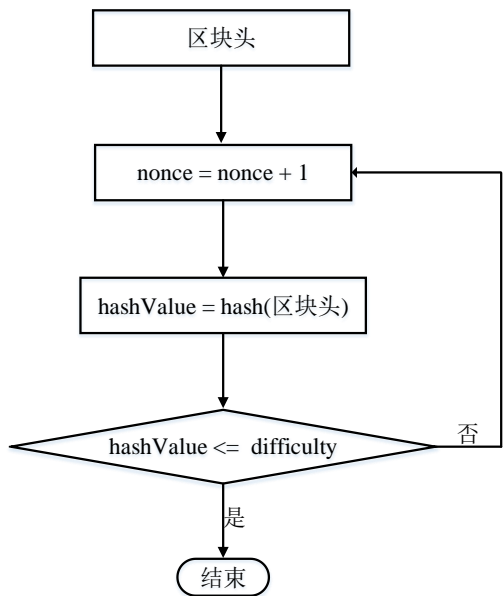 区块头
nonce = nonce + 1
hashValue = hash(区块头)
hashValue <= difficulty
否
是
结束